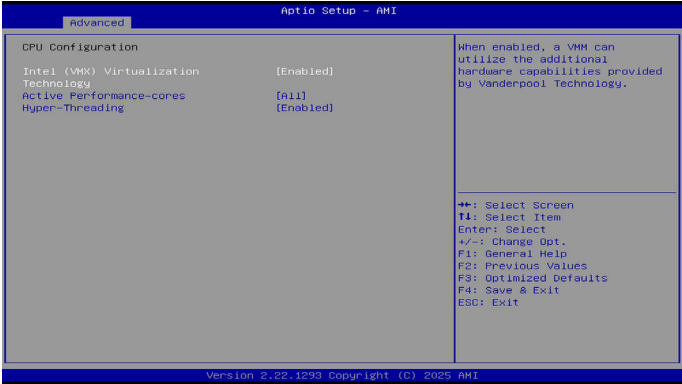 Aptio Setup - AMI
Advanced
CPU Configuration
Intel (VMX) Virtualization Technology [Enabled]
Active Performance-cores [All]
Hyper-Threading [Enabled]
When enabled, a VMM can
utilize the additional
hardware capabilities provided
by Vanderpool Technology.
→←: Select Screen
↑↓: Select Item
Enter: Select
+/-: Change Opt.
F1: General Help
F2: Previous Values
F3: Optimized Defaults
F4: Save & Exit
ESC: Exit
Version 2.22.1293 Copyright (C) 2025 AMI